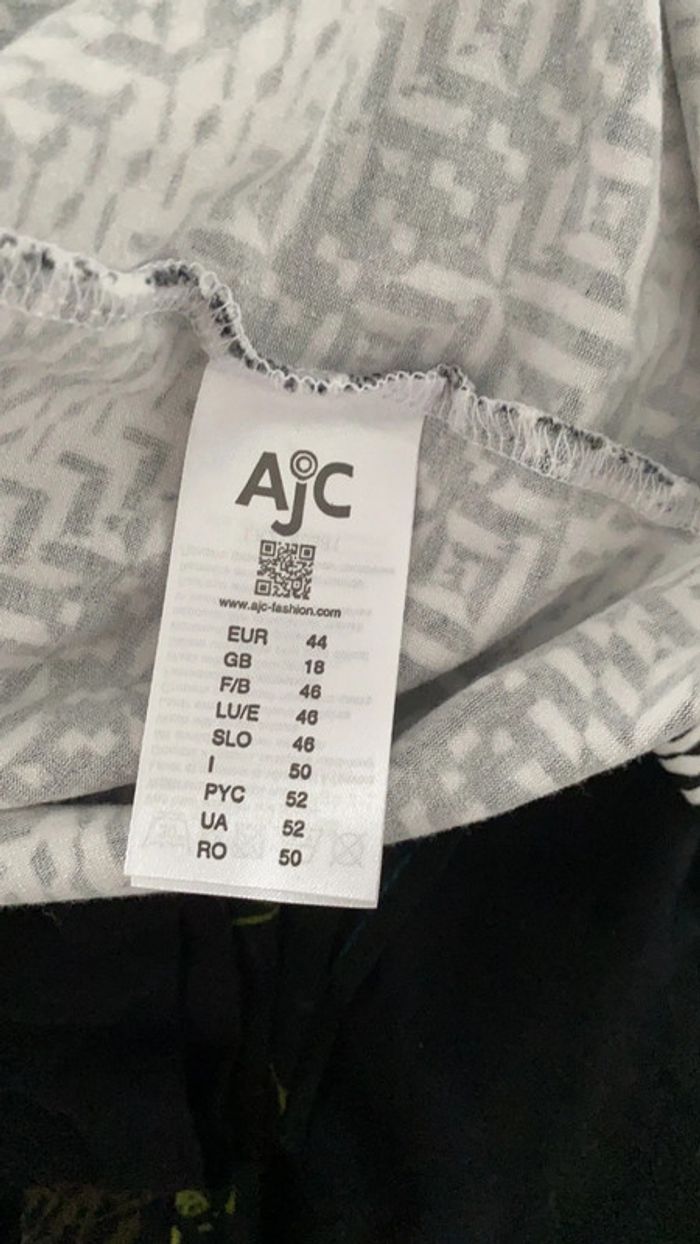 AjC
www.ajc-fashion.com
EUR 44
GB 18
F/B 46
LU/E 46
SLO 46
I 50
PYC 52
UA 52
RO 50